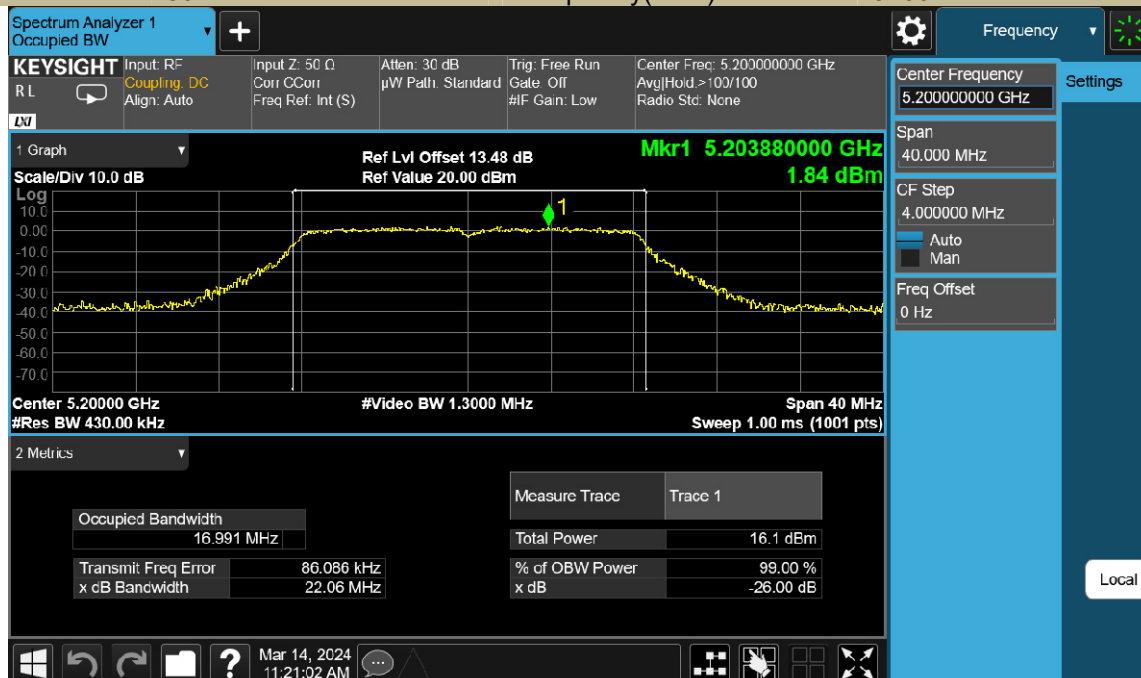 Spectrum Analyzer 1
Occupied BW
+
Frequency
KEYSIGHT
R L
LXI
Input: RF
Coupling: DC
Align: Auto
Input Z: 50 Ω
Corr CCorr
Freq Ref: Int (S)
Atten: 30 dB
µW Path: Standard
Trig: Free Run
Gate: Off
#IF Gain: Low
Center Freq: 5.200000000 GHz
Avg|Hold:>100/100
Radio Std: None
Center Frequency
5.200000000 GHz
Settings
Span
40.000 MHz
CF Step
4.000000 MHz
Auto
Man
Freq Offset
0 Hz
Local
1 Graph
Scale/Div 10.0 dB
Ref Lvl Offset 13.48 dB
Ref Value 20.00 dBm
Mkr1 5.203880000 GHz
1.84 dBm
Log
10.0
0.00
-10.0
-20.0
-30.0
-40.0
-50.0
-60.0
-70.0
1
Center 5.20000 GHz
#Video BW 1.3000 MHz
Span 40 MHz
#Res BW 430.00 kHz
Sweep 1.00 ms (1001 pts)
2 Metrics
Measure Trace Trace 1
Occupied Bandwidth
16.991 MHz
Total Power 16.1 dBm
Transmit Freq Error 86.086 kHz
% of OBW Power 99.00 %
x dB Bandwidth 22.06 MHz
x dB -26.00 dB
?
Mar 14, 2024
11:21:02 AM